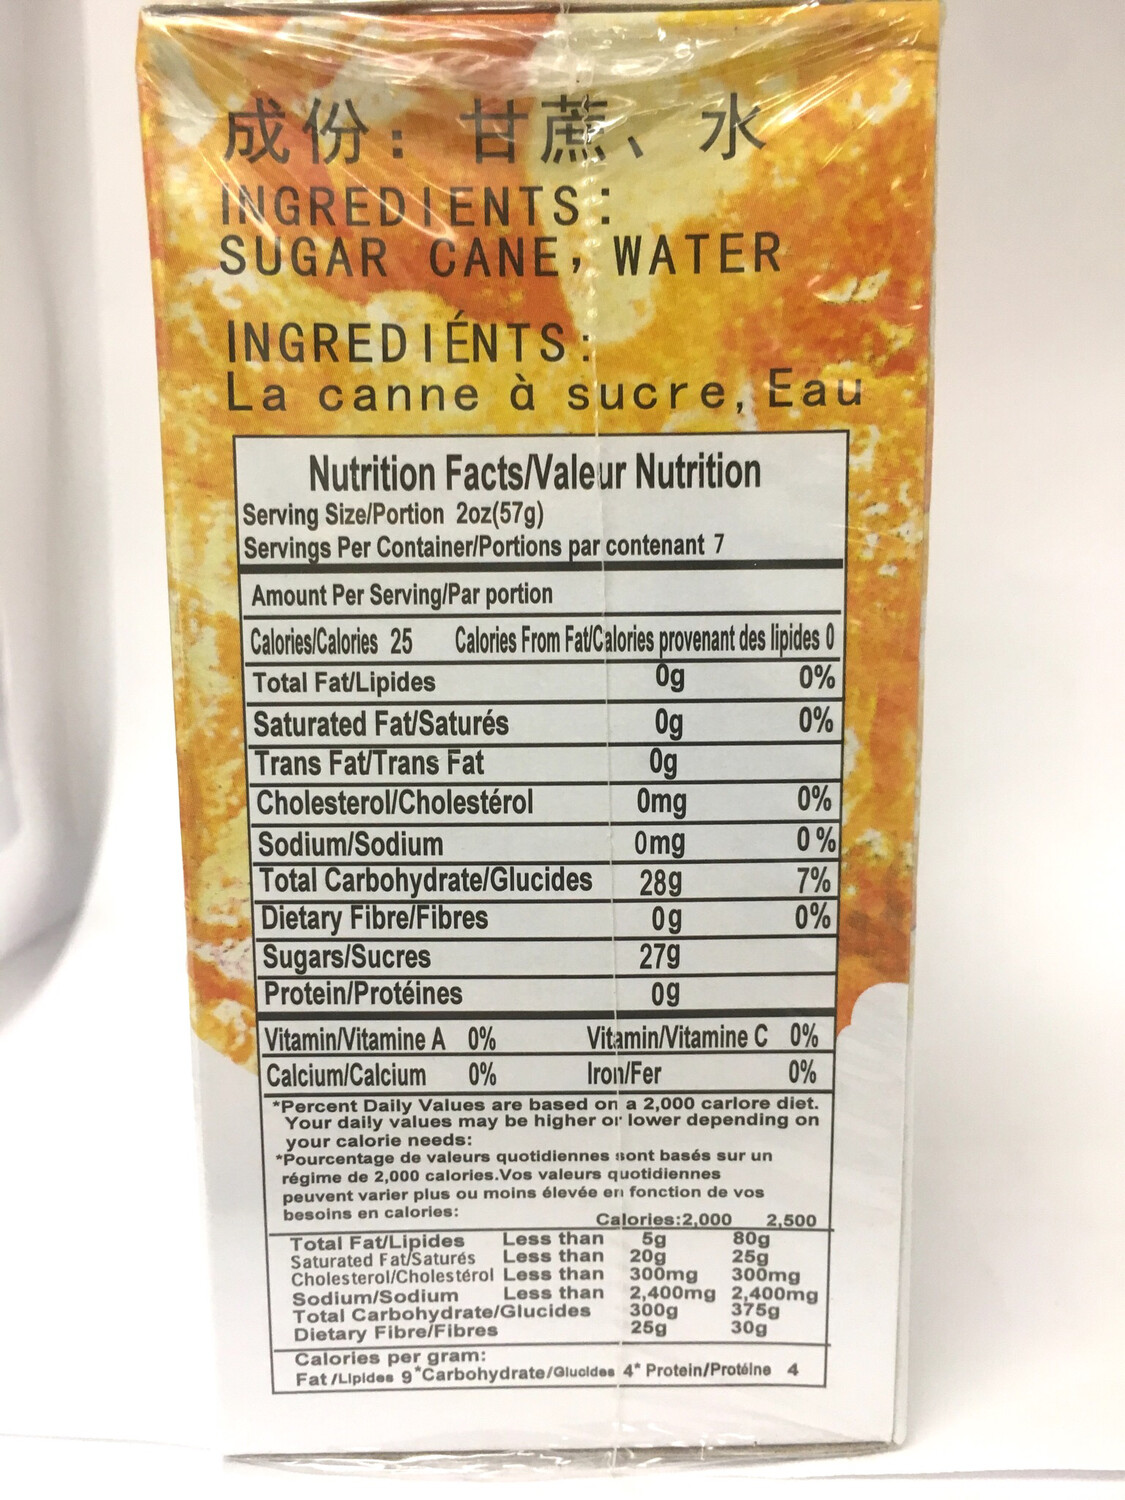 成份：甘蔗、水
INGREDIENTS:
SUGAR CANE, WATER
INGREDIÉNTS:
La canne à sucre, Eau
Nutrition Facts/Valeur Nutrition
Serving Size/Portion 2oz(57g)
Servings Per Container/Portions par contenant 7
Amount Per Serving/Par portion
Calories/Calories 25 Calories From Fat/Calories provenant des lipides 0
Total Fat/Lipides 0g 0%
Saturated Fat/Saturés 0g 0%
Trans Fat/Trans Fat 0g
Cholesterol/Cholestérol 0mg 0%
Sodium/Sodium 0mg 0%
Total Carbohydrate/Glucides 28g 7%
Dietary Fibre/Fibres 0g 0%
Sugars/Sucres 27g
Protein/Protéines 0g
Vitamin/Vitamine A 0% Vitamin/Vitamine C 0%
Calcium/Calcium 0% Iron/Fer 0%
*Percent Daily Values are based on a 2,000 carlore diet.
Your daily values may be higher or lower depending on
your calorie needs:
*Pourcentage de valeurs quotidiennes sont basés sur un
régime de 2,000 calories.Vos valeurs quotidiennes
peuvent varier plus ou moins élevée en fonction de vos
besoins en calories:
Calories:2,000 2,500
Total Fat/Lipides Less than 5g 80g
Saturated Fat/Saturés Less than 20g 25g
Cholesterol/Cholestérol Less than 300mg 300mg
Sodium/Sodium Less than 2,400mg 2,400mg
Total Carbohydrate/Glucides 300g 375g
Dietary Fibre/Fibres 25g 30g
Calories per gram:
Fat/Lipides 9*Carbohydrate/Glucides 4* Protein/Protéine 4